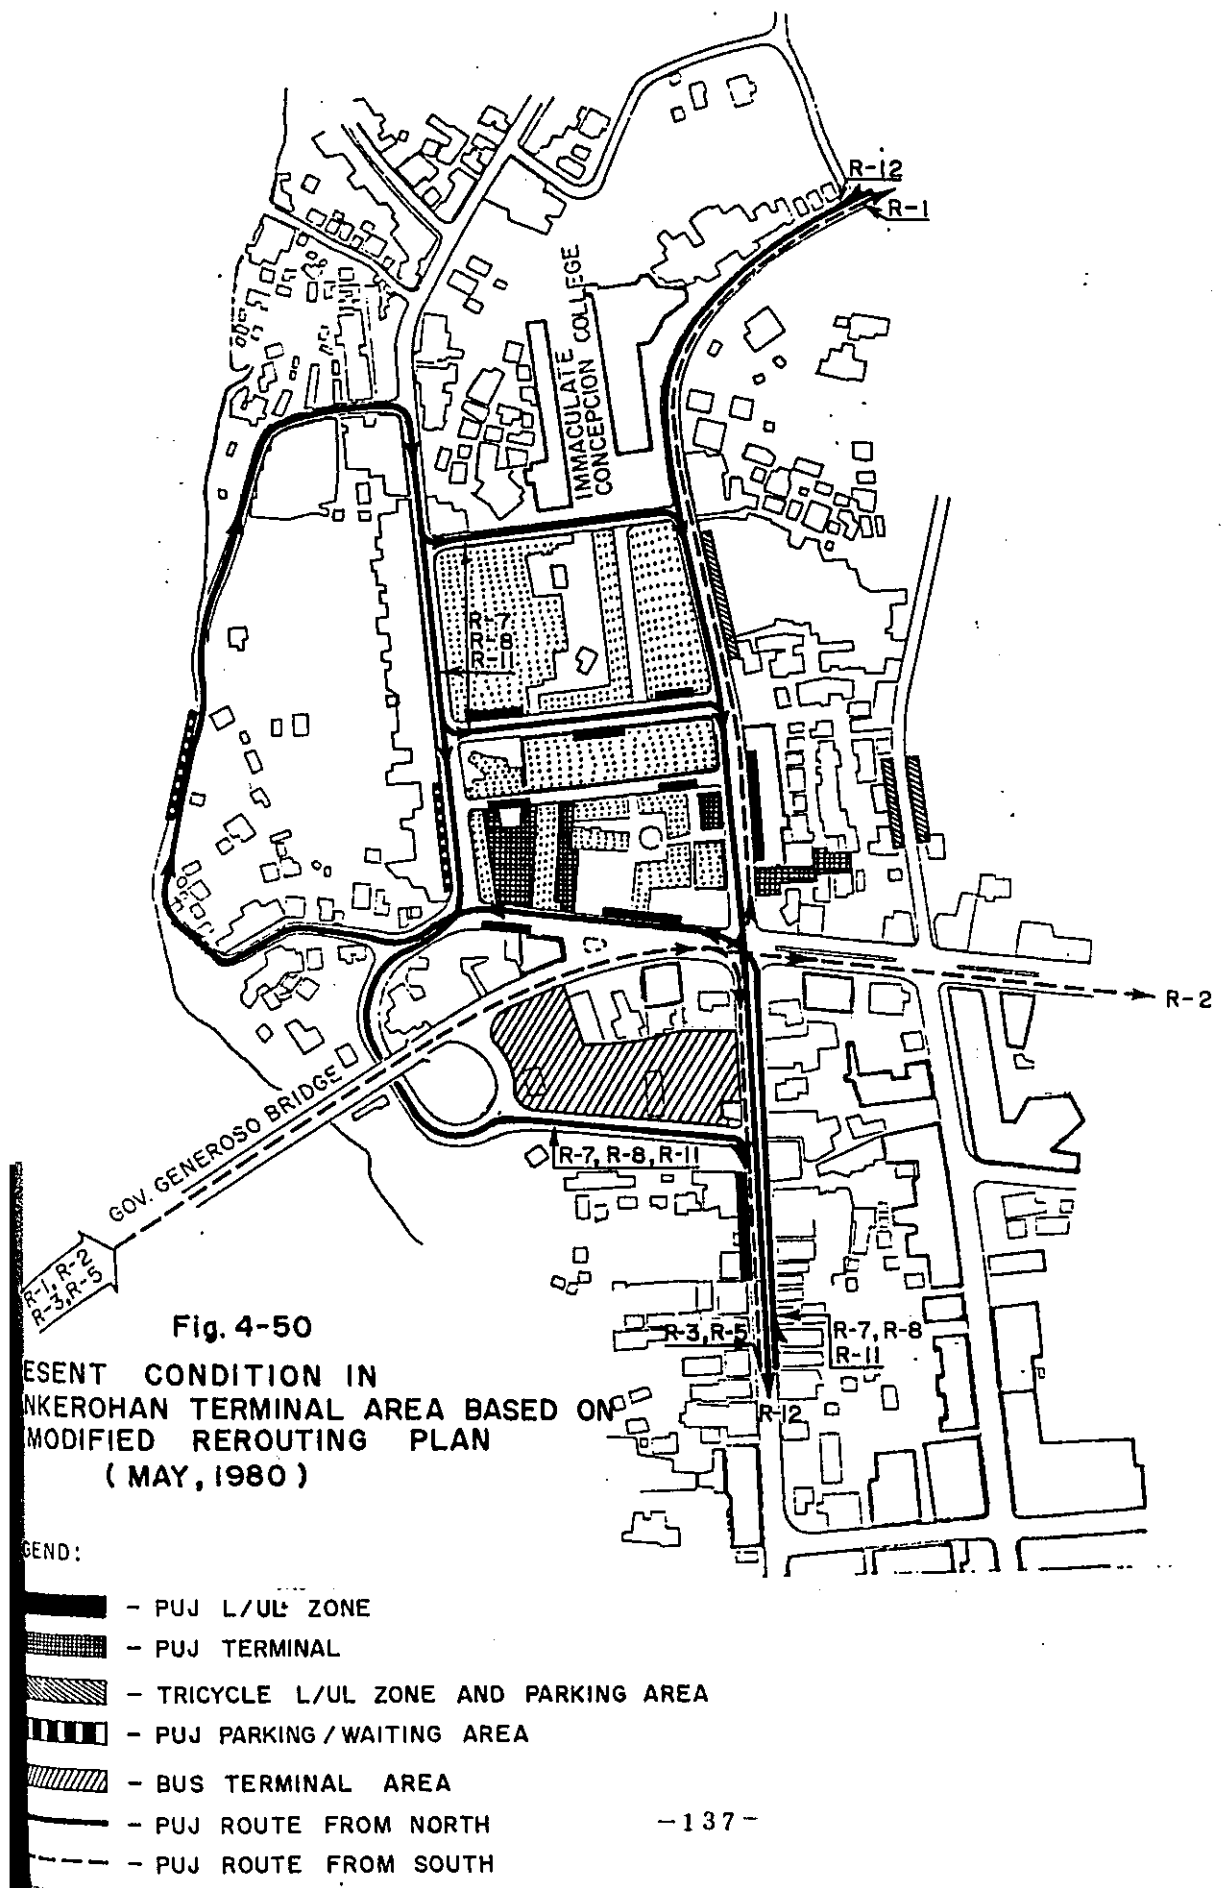 R-12
R-1
IMMACULATE
CONCEPCION COLLEGE
R-7
R-8
R-11
R-2
GOV. GENEROSO BRIDGE
R-7, R-8, R-11
R-1, R-2
R-3, R-5
R-3, R-5
R-7, R-8
R-11
R-12
Fig. 4-50
ESENT CONDITION IN
NKEROHAN TERMINAL AREA BASED ON
MODIFIED REROUTING PLAN
( MAY, 1980 )
GEND:
- PUJ L/UL ZONE
- PUJ TERMINAL
- TRICYCLE L/UL ZONE AND PARKING AREA
- PUJ PARKING / WAITING AREA
- BUS TERMINAL AREA
- PUJ ROUTE FROM NORTH
- PUJ ROUTE FROM SOUTH
-137-